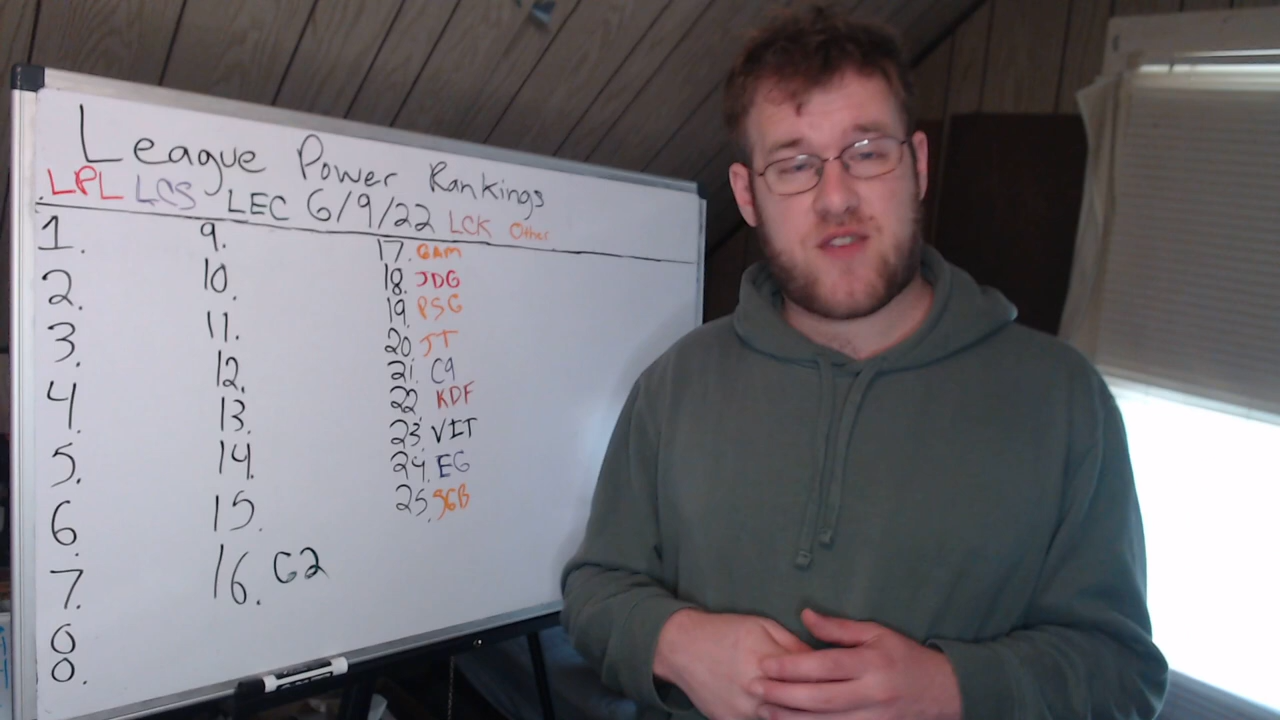 League Power Rankings
LPL LCS LEC 6/9/22 LCK Other
1.
2.
3.
4.
5.
6.
7.
8.
9.
10.
11.
12.
13.
14.
15.
16. G2
17. GAM
18. JDG
19. PSG
20. JT
21. C9
22. KDF
23. VIT
24. EG
25. SGB